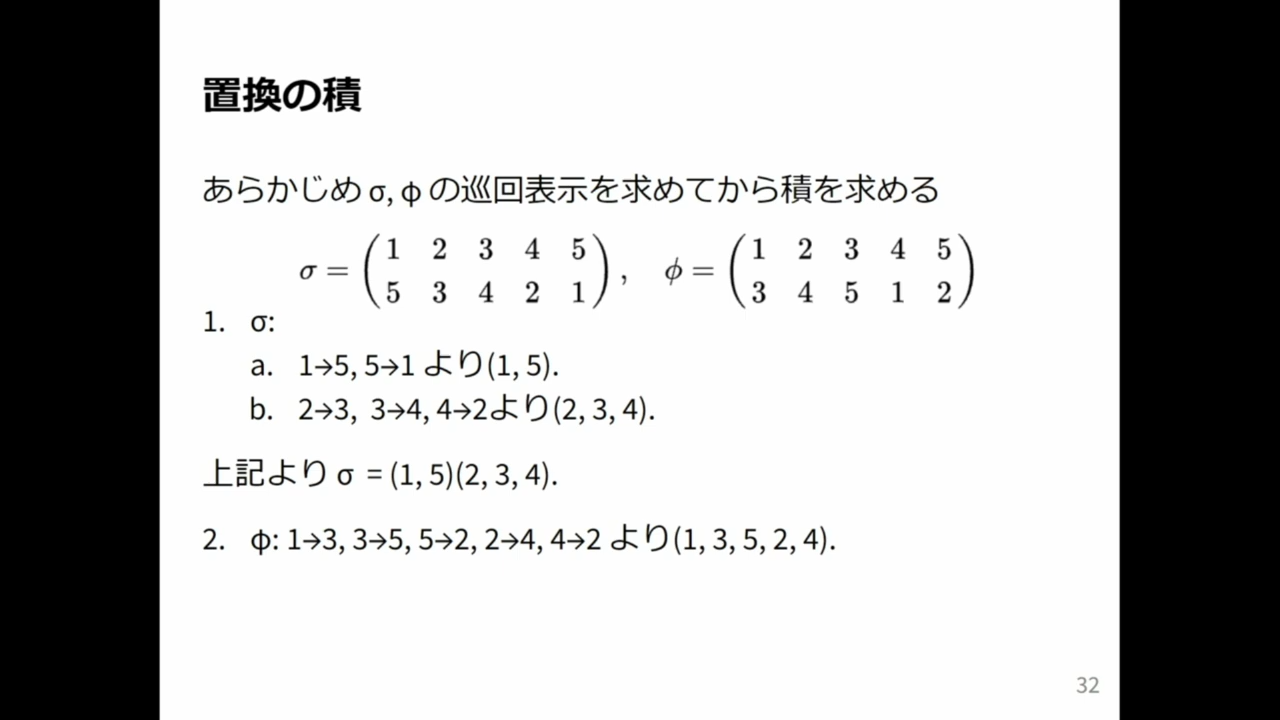 置換の積
あらかじめ σ, φ の巡回表示を求めてから積を求める
σ = (1 2 3 4 5 / 5 3 4 2 1), ϕ = (1 2 3 4 5 / 3 4 5 1 2)
1. σ:
a. 1→5, 5→1 より(1, 5).
b. 2→3, 3→4, 4→2より(2, 3, 4).
上記より σ = (1, 5)(2, 3, 4).
2. φ: 1→3, 3→5, 5→2, 2→4, 4→2 より(1, 3, 5, 2, 4).
32